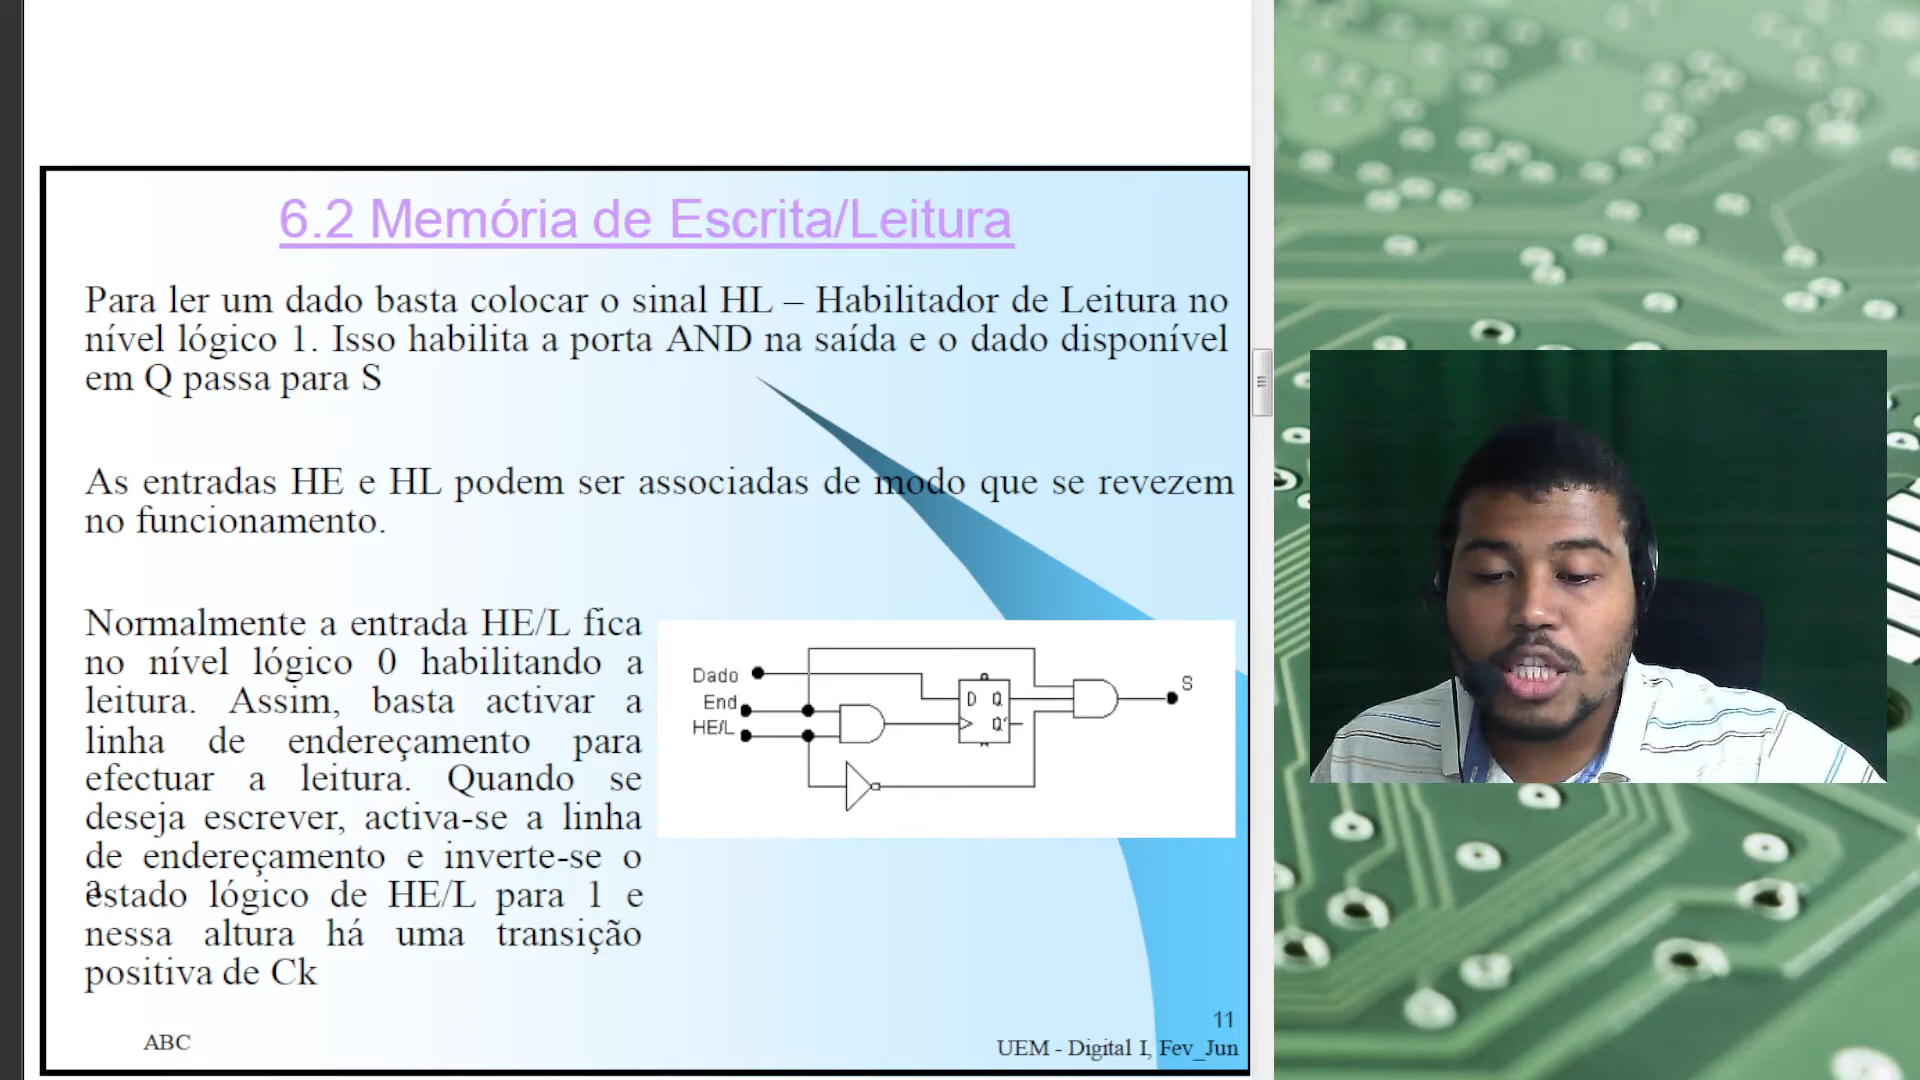 6.2 Memória de Escrita/Leitura
Para ler um dado basta colocar o sinal HL – Habilitador de Leitura no
nível lógico 1. Isso habilita a porta AND na saída e o dado disponível
em Q passa para S
As entradas HE e HL podem ser associadas de modo que se revezem
no funcionamento.
Normalmente a entrada HE/L fica
no nível lógico 0 habilitando a
leitura. Assim, basta activar a
linha de endereçamento para
efectuar a leitura. Quando se
deseja escrever, activa-se a linha
de endereçamento e inverte-se o
a
estado lógico de HE/L para 1 e
nessa altura há uma transição
positiva de Ck
Dado
End
HE/L
D Q
Q'
S
ABC
11
UEM - Digital I, Fev_Jun